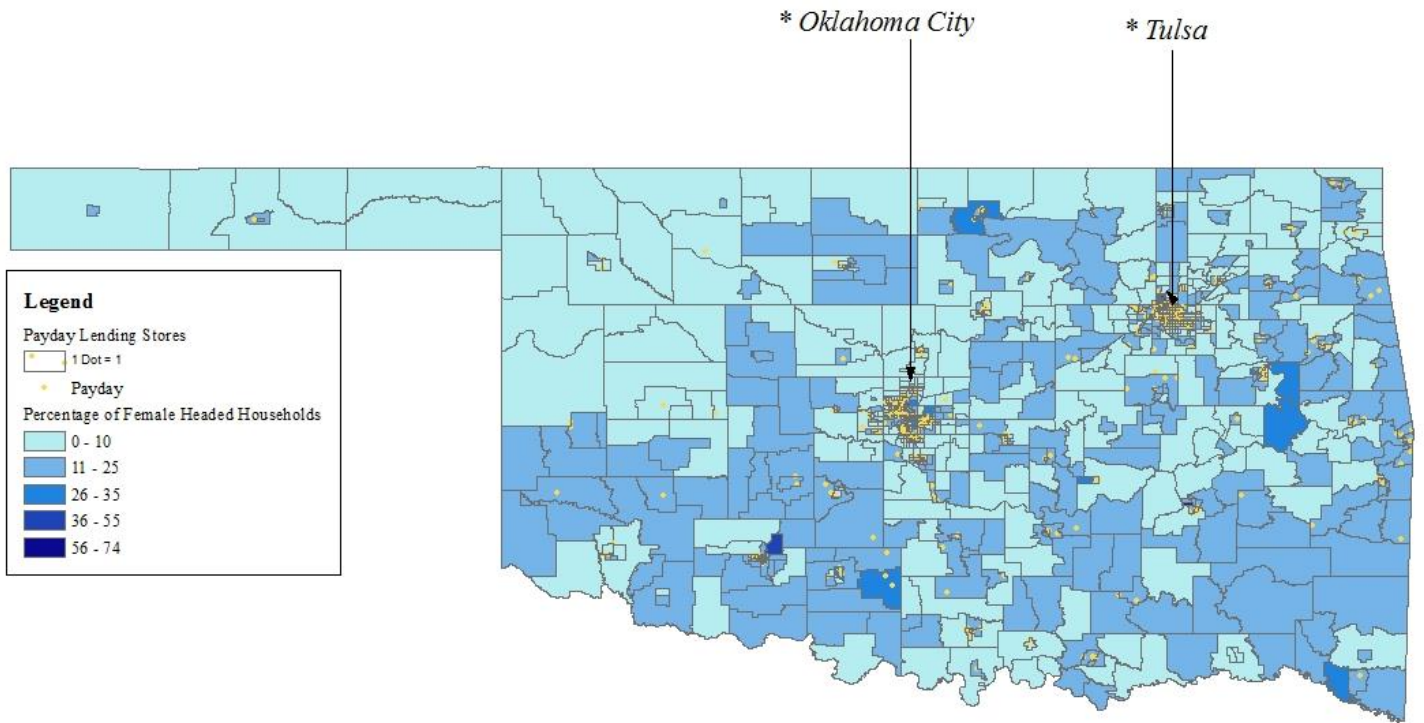 * Oklahoma City
* Tulsa
Legend
Payday Lending Stores
1 Dot = 1
Payday
Percentage of Female Headed Households
0 - 10
11 - 25
26 - 35
36 - 55
56 - 74